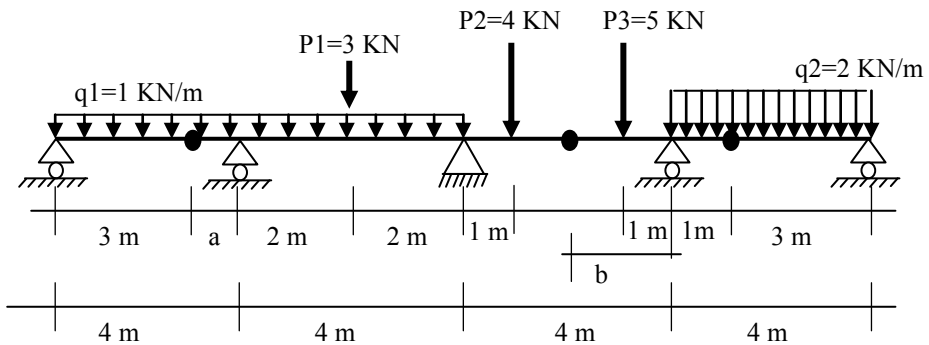 P2=4 KN
P3=5 KN
P1=3 KN
q2=2 KN/m
q1=1 KN/m
3 m
a
2 m
2 m
1 m
1 m
1m
3 m
b
4 m
4 m
4 m
4 m